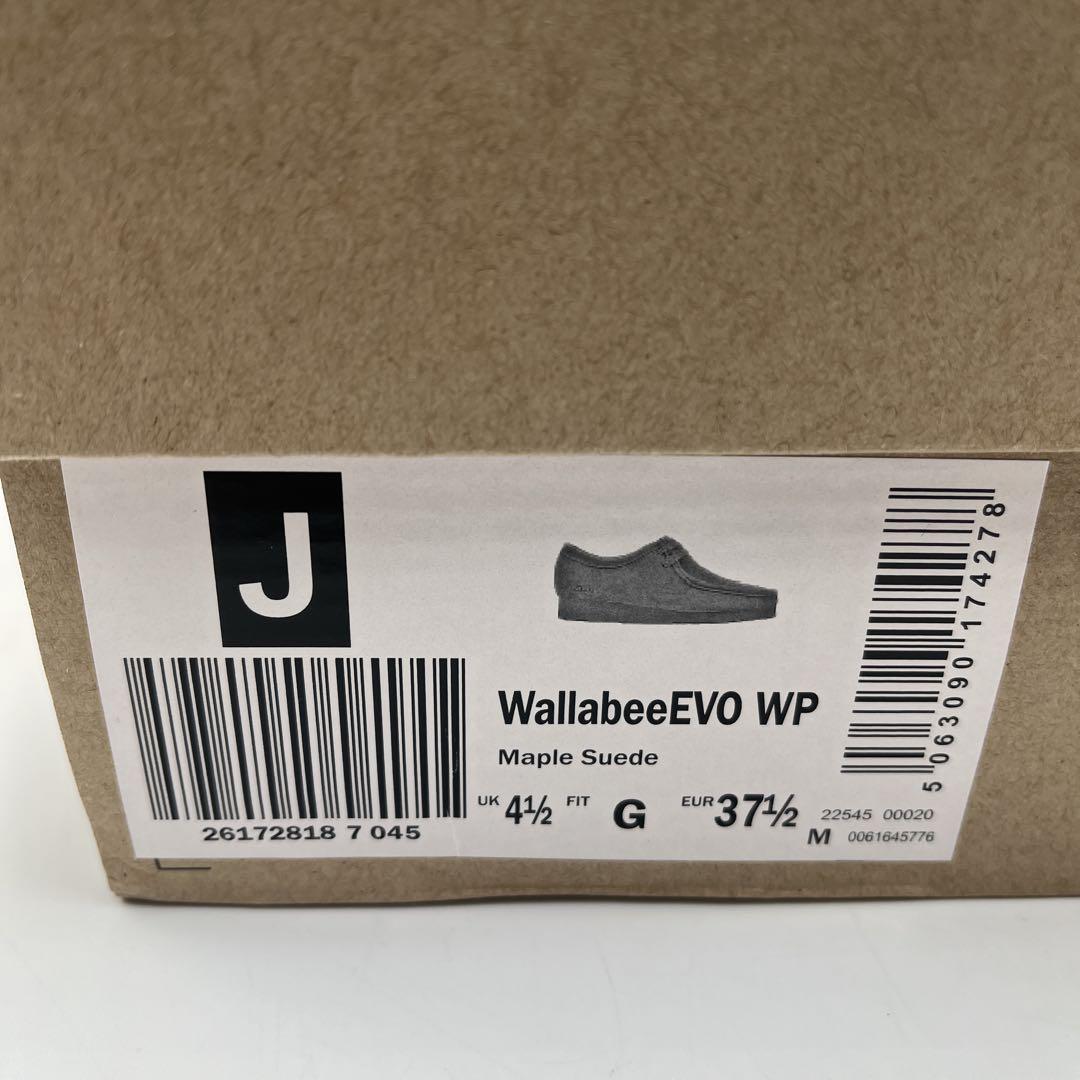 J
26172818 7 045
WallabeeEVO WP
Maple Suede
UK 4½ FIT G EUR 37½
22545 00020
M 0061645776
5 063090 174278